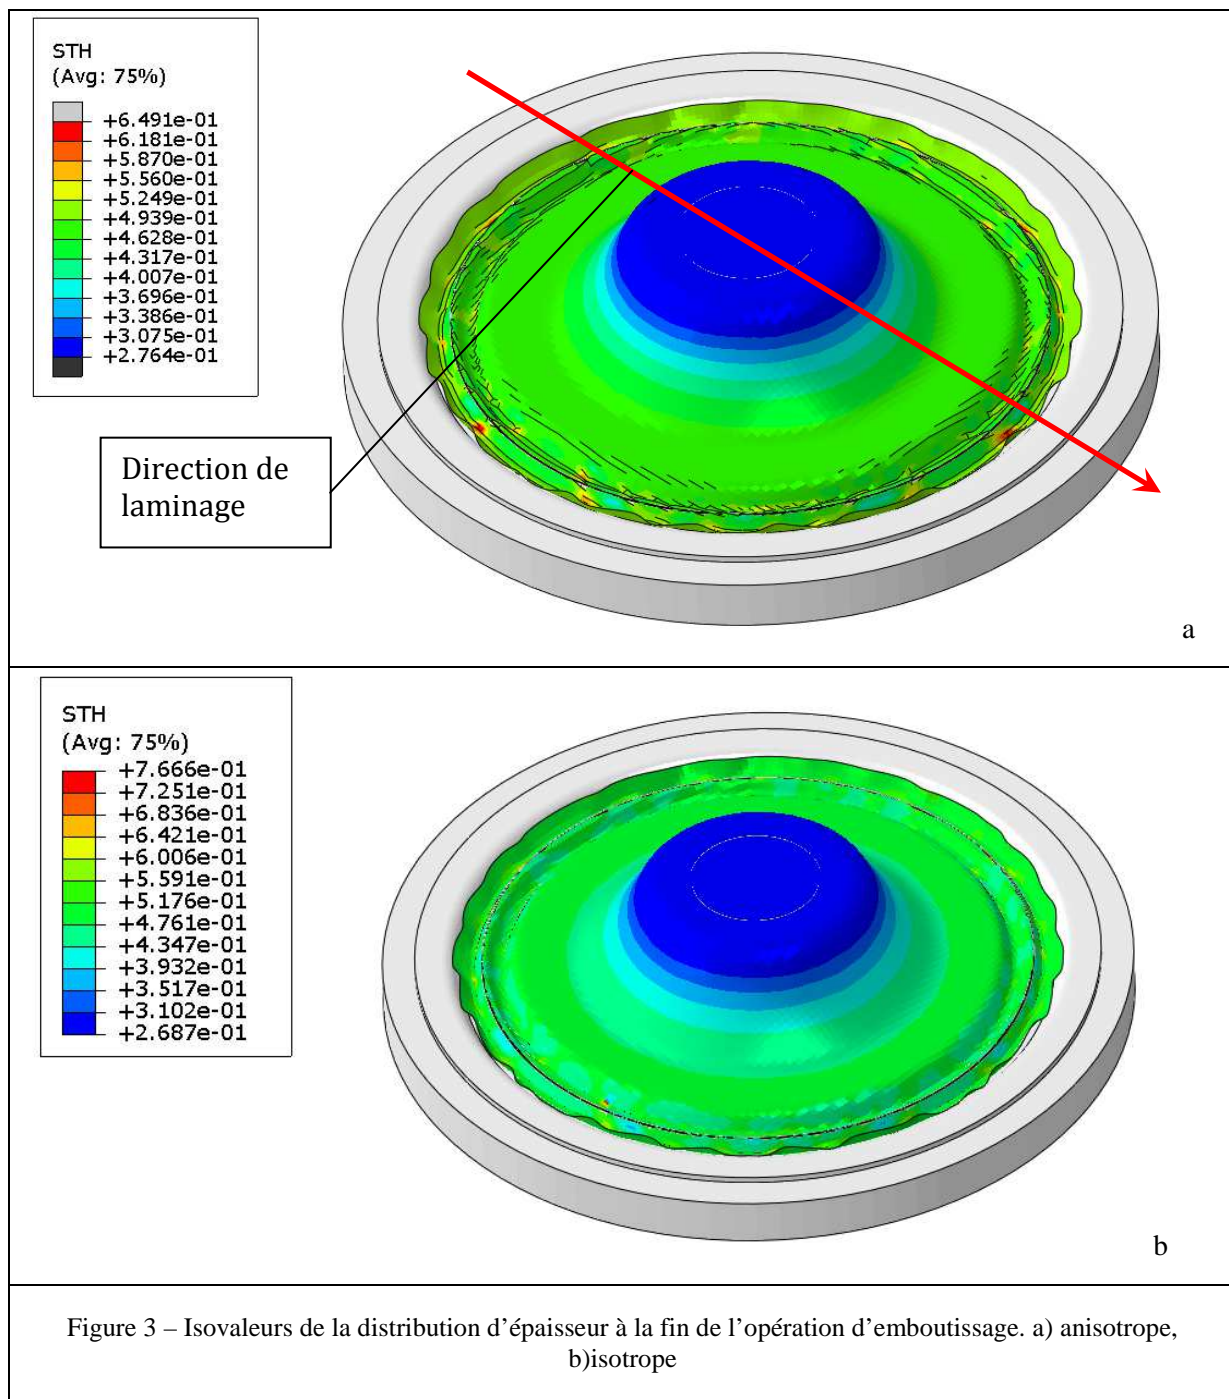 STH
(Avg: 75%)
+6.491e-01
+6.181e-01
+5.870e-01
+5.560e-01
+5.249e-01
+4.939e-01
+4.628e-01
+4.317e-01
+4.007e-01
+3.696e-01
+3.386e-01
+3.075e-01
+2.764e-01
Direction de
laminage
a
STH
(Avg: 75%)
+7.666e-01
+7.251e-01
+6.836e-01
+6.421e-01
+6.006e-01
+5.591e-01
+5.176e-01
+4.761e-01
+4.347e-01
+3.932e-01
+3.517e-01
+3.102e-01
+2.687e-01
b
Figure 3 – Isovaleurs de la distribution d’épaisseur à la fin de l’opération d’emboutissage. a) anisotrope,
b)isotrope